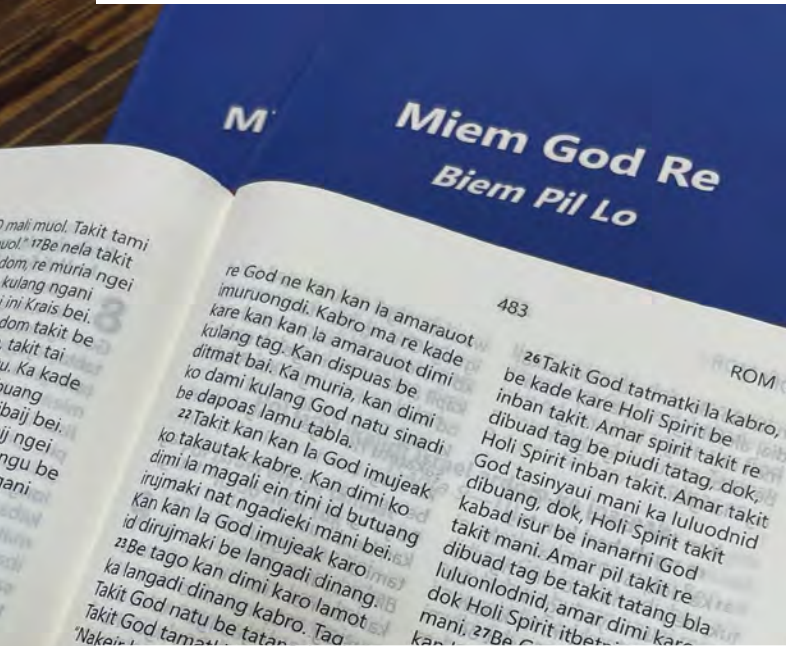 M
Miem God Re
Biem Pil Lo
mali muol. Takit tami
uol." 17Be nela takit
dom, re muria ngei
kulang ngani
ini Krais bei.
dom takit be
takit tai
Ka kade
baij bei.
ngei
be
483
ROM
re God ne kan kan la amarauot
imuruongdi. Kabro ma re kade
kare kan kan la amarauot dimi
kulang tag. Kan dispuas be
ditmat bai. Ka muria, kan dimi
ko dami kulang God natu sinadi
be dapoas lamu tabla.
22Takit kan kan la God imujeak
ko takautak kabre. Kan dimi ko
dimi la magali ein tini id butuang
irujmaki nat ngadieki mani bei.
Kan kan la God imujeak karo
id dirujmaki be langadi dinang.
23Be tago kan dimi karo lamot
ka langadi dinang kabro. Tag
Takit God natu be tatan
Takit God tamat
"Nakeir
26Takit God tatmatki la kabro,
be kade kare Holi Spirit be
inban takit. Amar spirit takit re
dibuad tag be piudi tatag, dok,
Holi Spirit inban takit. Amar takit
God tasinyaui mani ka luluodnid
dibuang, dok, Holi Spirit takit
kabad isur be inanarni God
takit mani. Amar pil takit re
dibuad tag be takit tatang bla
luluonlodnid, amar dimi karo
dok Holi Spirit
mani. 27Be